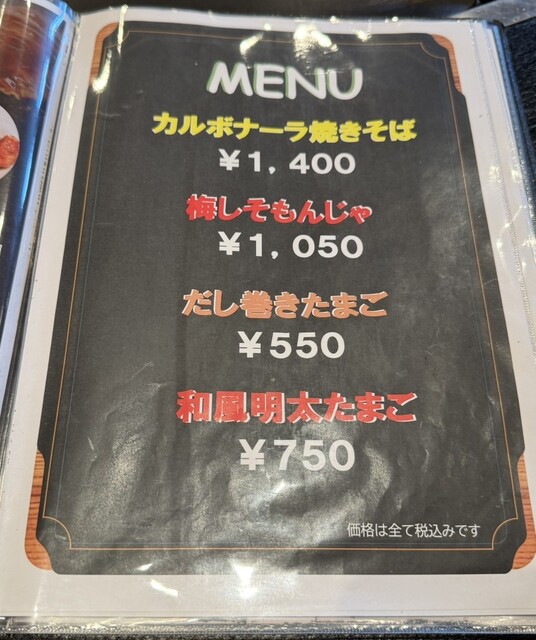 MENU
カルボナーラ焼きそば
￥1，400
梅しそもんじゃ
￥1，050
だし巻きたまご
￥550
和風明太たまご
￥750
価格は全て税込みです